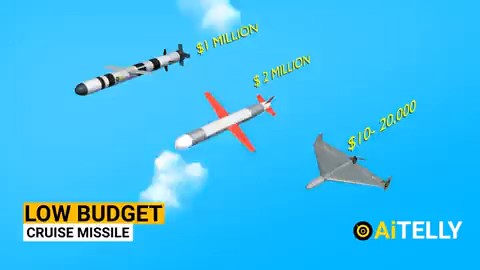 $1 MILLION
$2 MILLION
$10- 20,000
LOW BUDGET
CRUISE MISSILE
AiTELLY